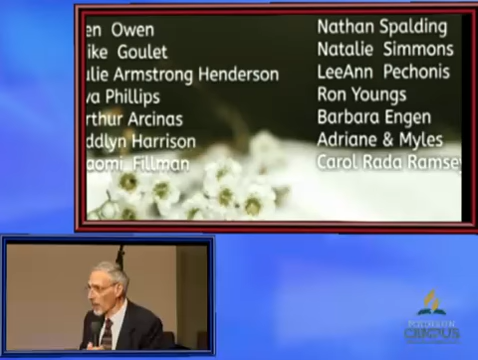 en Owen
ike Goulet
ulie Armstrong Henderson
va Phillips
rthur Arcinas
ddlyn Harrison
aomi Fillman
Nathan Spalding
Natalie Simmons
LeeAnn Pechonis
Ron Youngs
Barbara Engen
Adriane & Myles
Carol Rada Ramsey